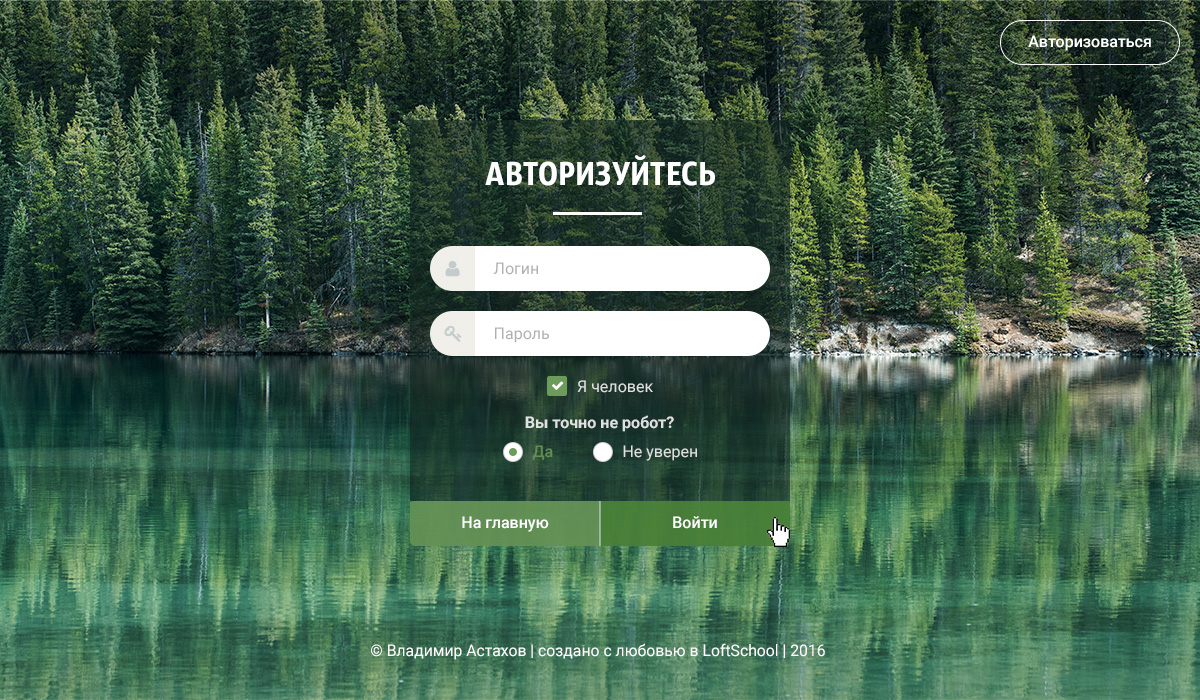 Авторизоваться
АВТОРИЗУЙТЕСЬ
Логин
Пароль
Я человек
Вы точно не робот?
Да Не уверен
На главную Войти
© Владимир Астахов | создано с любовью в LoftSchool | 2016